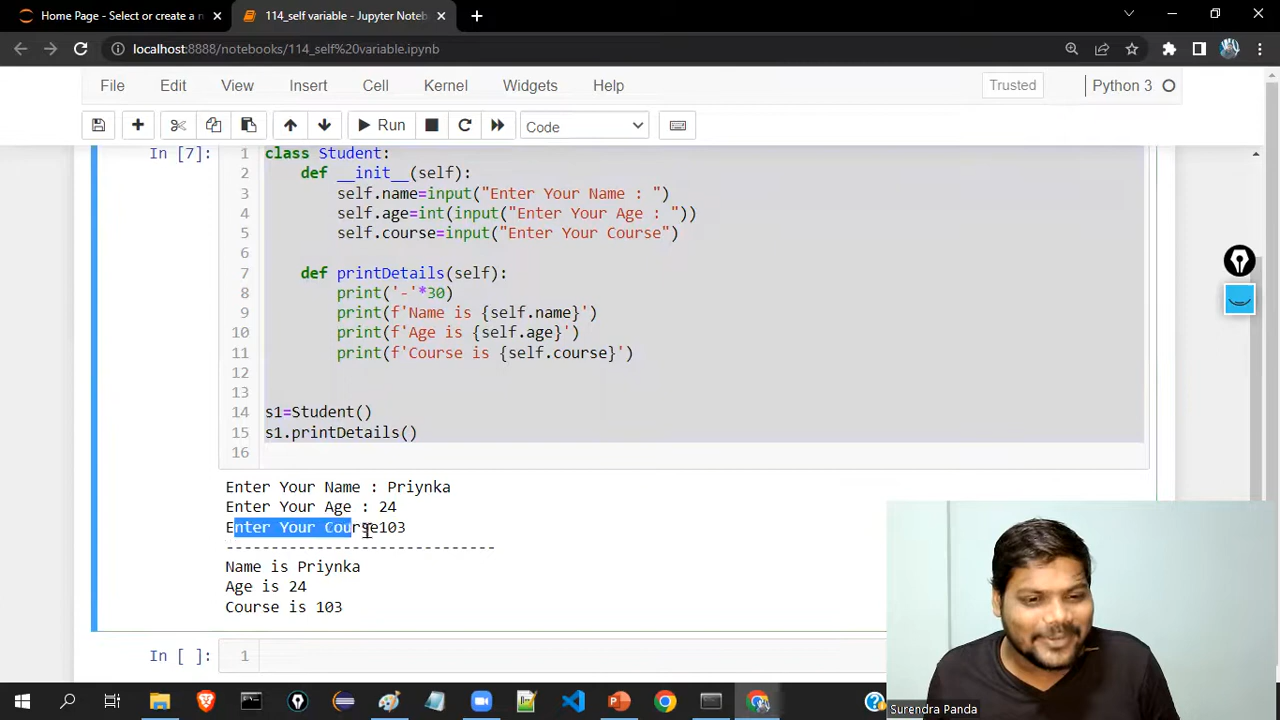 Home Page - Select or create a n
114_self variable - Jupyter Noteb
localhost:8888/notebooks/114_self%20variable.ipynb
File Edit View Insert Cell Kernel Widgets Help
Trusted
Python 3
Run
Code
In [7]:
1 class Student:
2     def __init__(self):
3         self.name=input("Enter Your Name : ")
4         self.age=int(input("Enter Your Age : "))
5         self.course=input("Enter Your Course")
6
7     def printDetails(self):
8         print('-'*30)
9         print(f'Name is {self.name}')
10         print(f'Age is {self.age}')
11         print(f'Course is {self.course}')
12
13
14 s1=Student()
15 s1.printDetails()
16
Enter Your Name : Priynka
Enter Your Age : 24
Enter Your Course103
------------------------------
Name is Priynka
Age is 24
Course is 103
In [ ]: 1
Surendra Panda